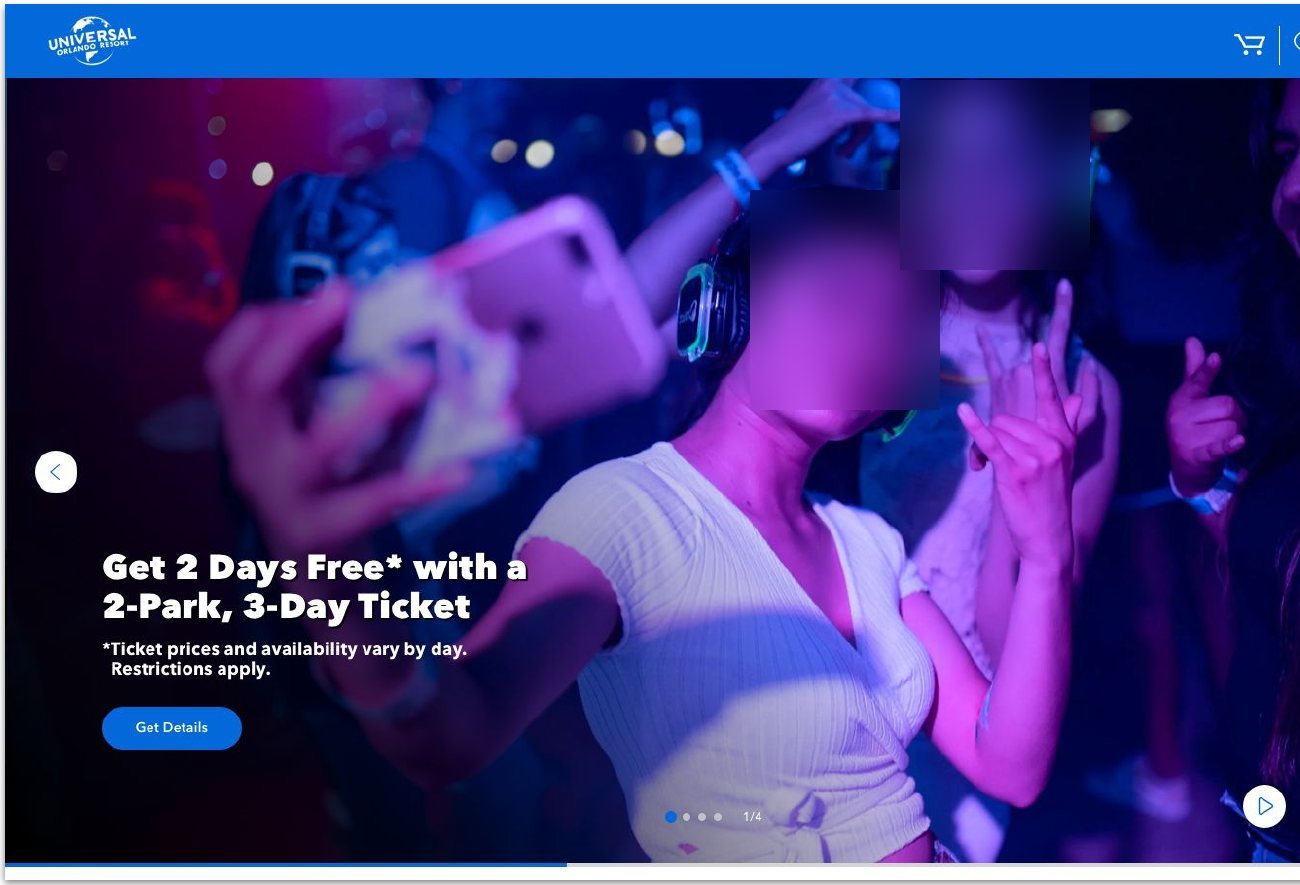 UNIVERSAL
ORLANDO RESORT
Get 2 Days Free* with a
2-Park, 3-Day Ticket
*Ticket prices and availability vary by day.
Restrictions apply.
Get Details
1/4